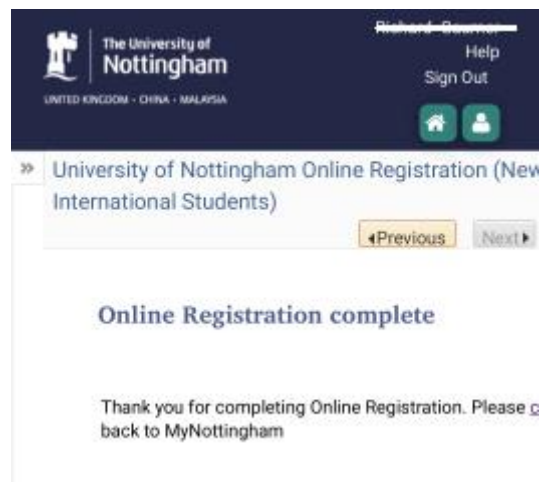 The University of
Nottingham
UNITED KINGDOM · CHINA · MALAYSIA
Help
Sign Out
» University of Nottingham Online Registration (New
International Students)
Previous Next
Online Registration complete
Thank you for completing Online Registration. Please c
back to MyNottingham